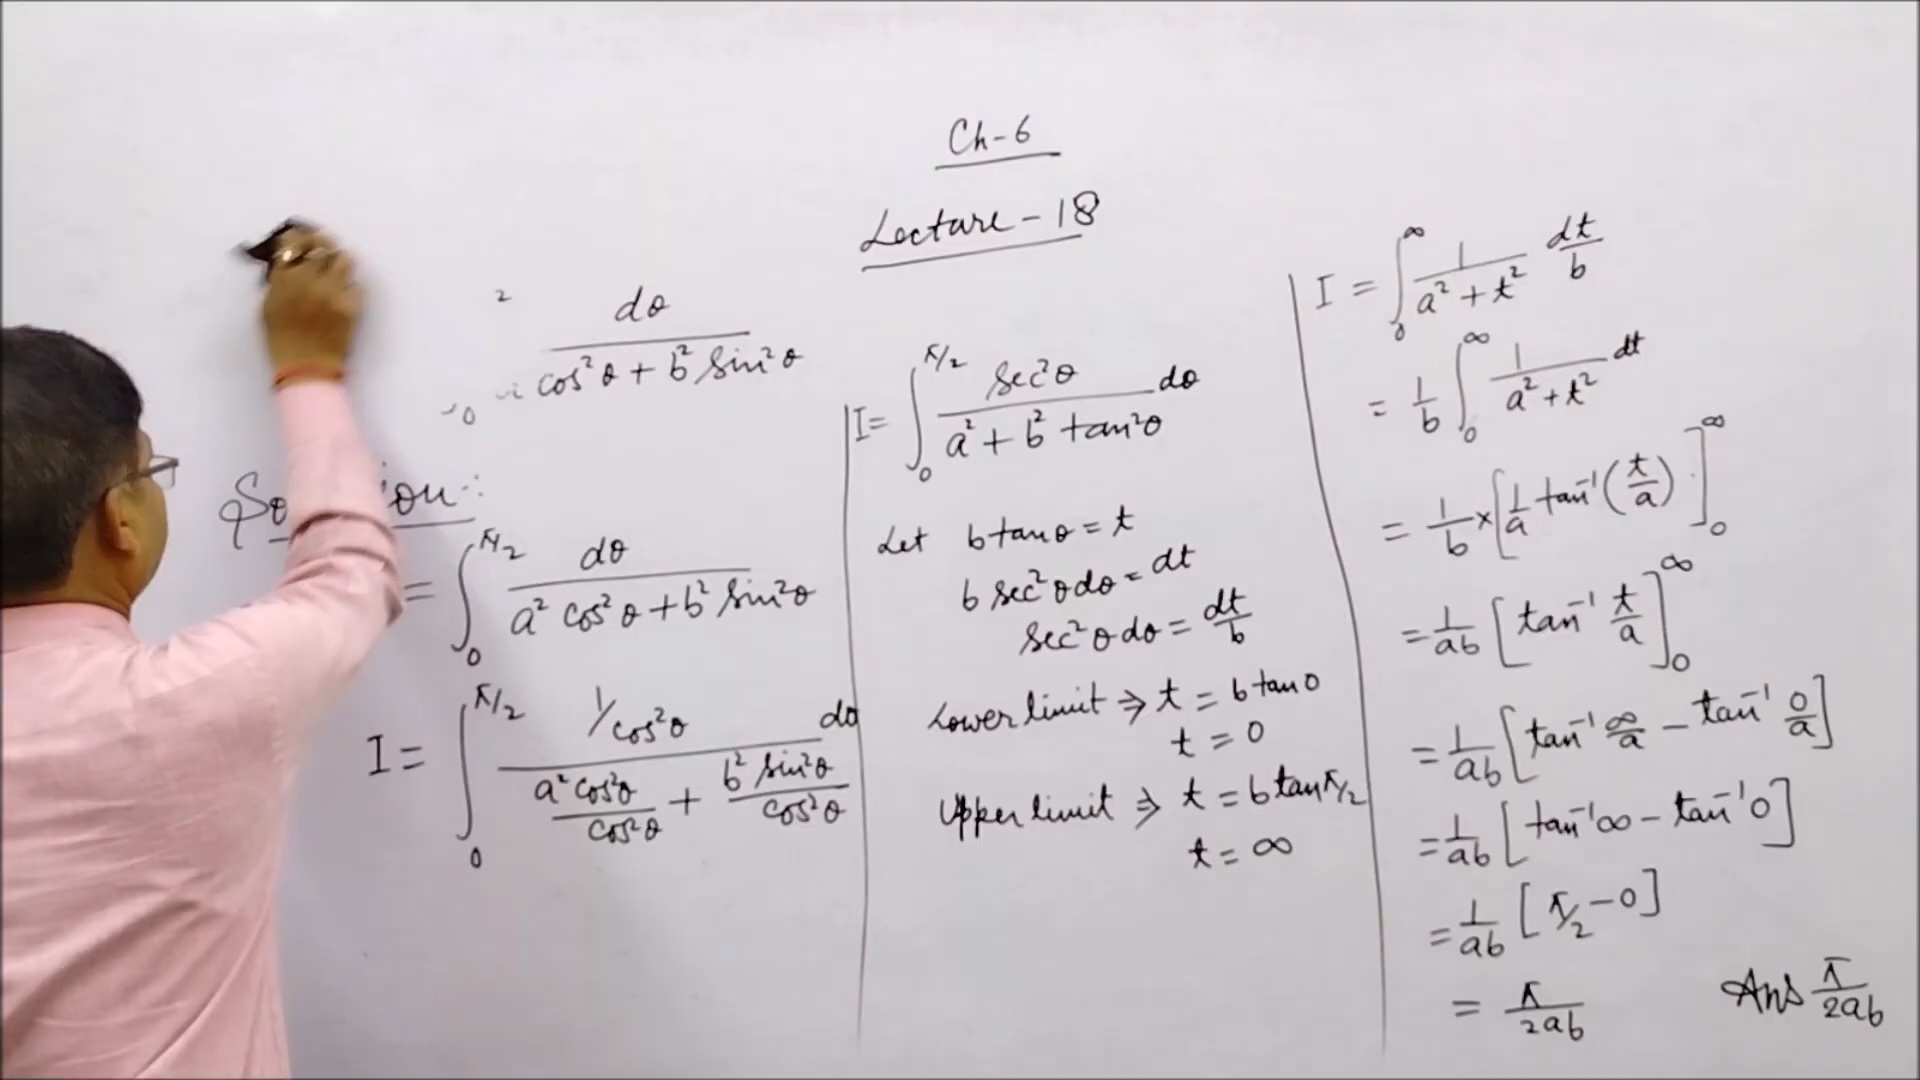 Ch-6
Lecture-18
2 dθ
0 cos²θ + b² sin²θ
Solution:
= ∫₀^π/2 dθ / (a² cos²θ + b² sin²θ)
I = ∫₀^π/2 (1/cos²θ) / (a² cos²θ/cos²θ + b² sin²θ/cos²θ) dθ
I = ∫₀^π/2 sec²θ / (a² + b² tan²θ) dθ
Let b tanθ = t
b sec²θ dθ = dt
sec²θ dθ = dt/b
Lower limit ⇒ t = b tan 0
t = 0
Upper limit ⇒ t = b tan π/2
t = ∞
I = ∫₀^∞ 1/(a² + t²) dt/b
= 1/b ∫₀^∞ 1/(a² + t²) dt
= 1/b × [1/a tan⁻¹(t/a)]₀^∞
= 1/ab [tan⁻¹ t/a]₀^∞
= 1/ab [tan⁻¹ ∞/a − tan⁻¹ 0/a]
= 1/ab [tan⁻¹∞ − tan⁻¹0]
= 1/ab [π/2 − 0]
= π/2ab
Ans π/2ab